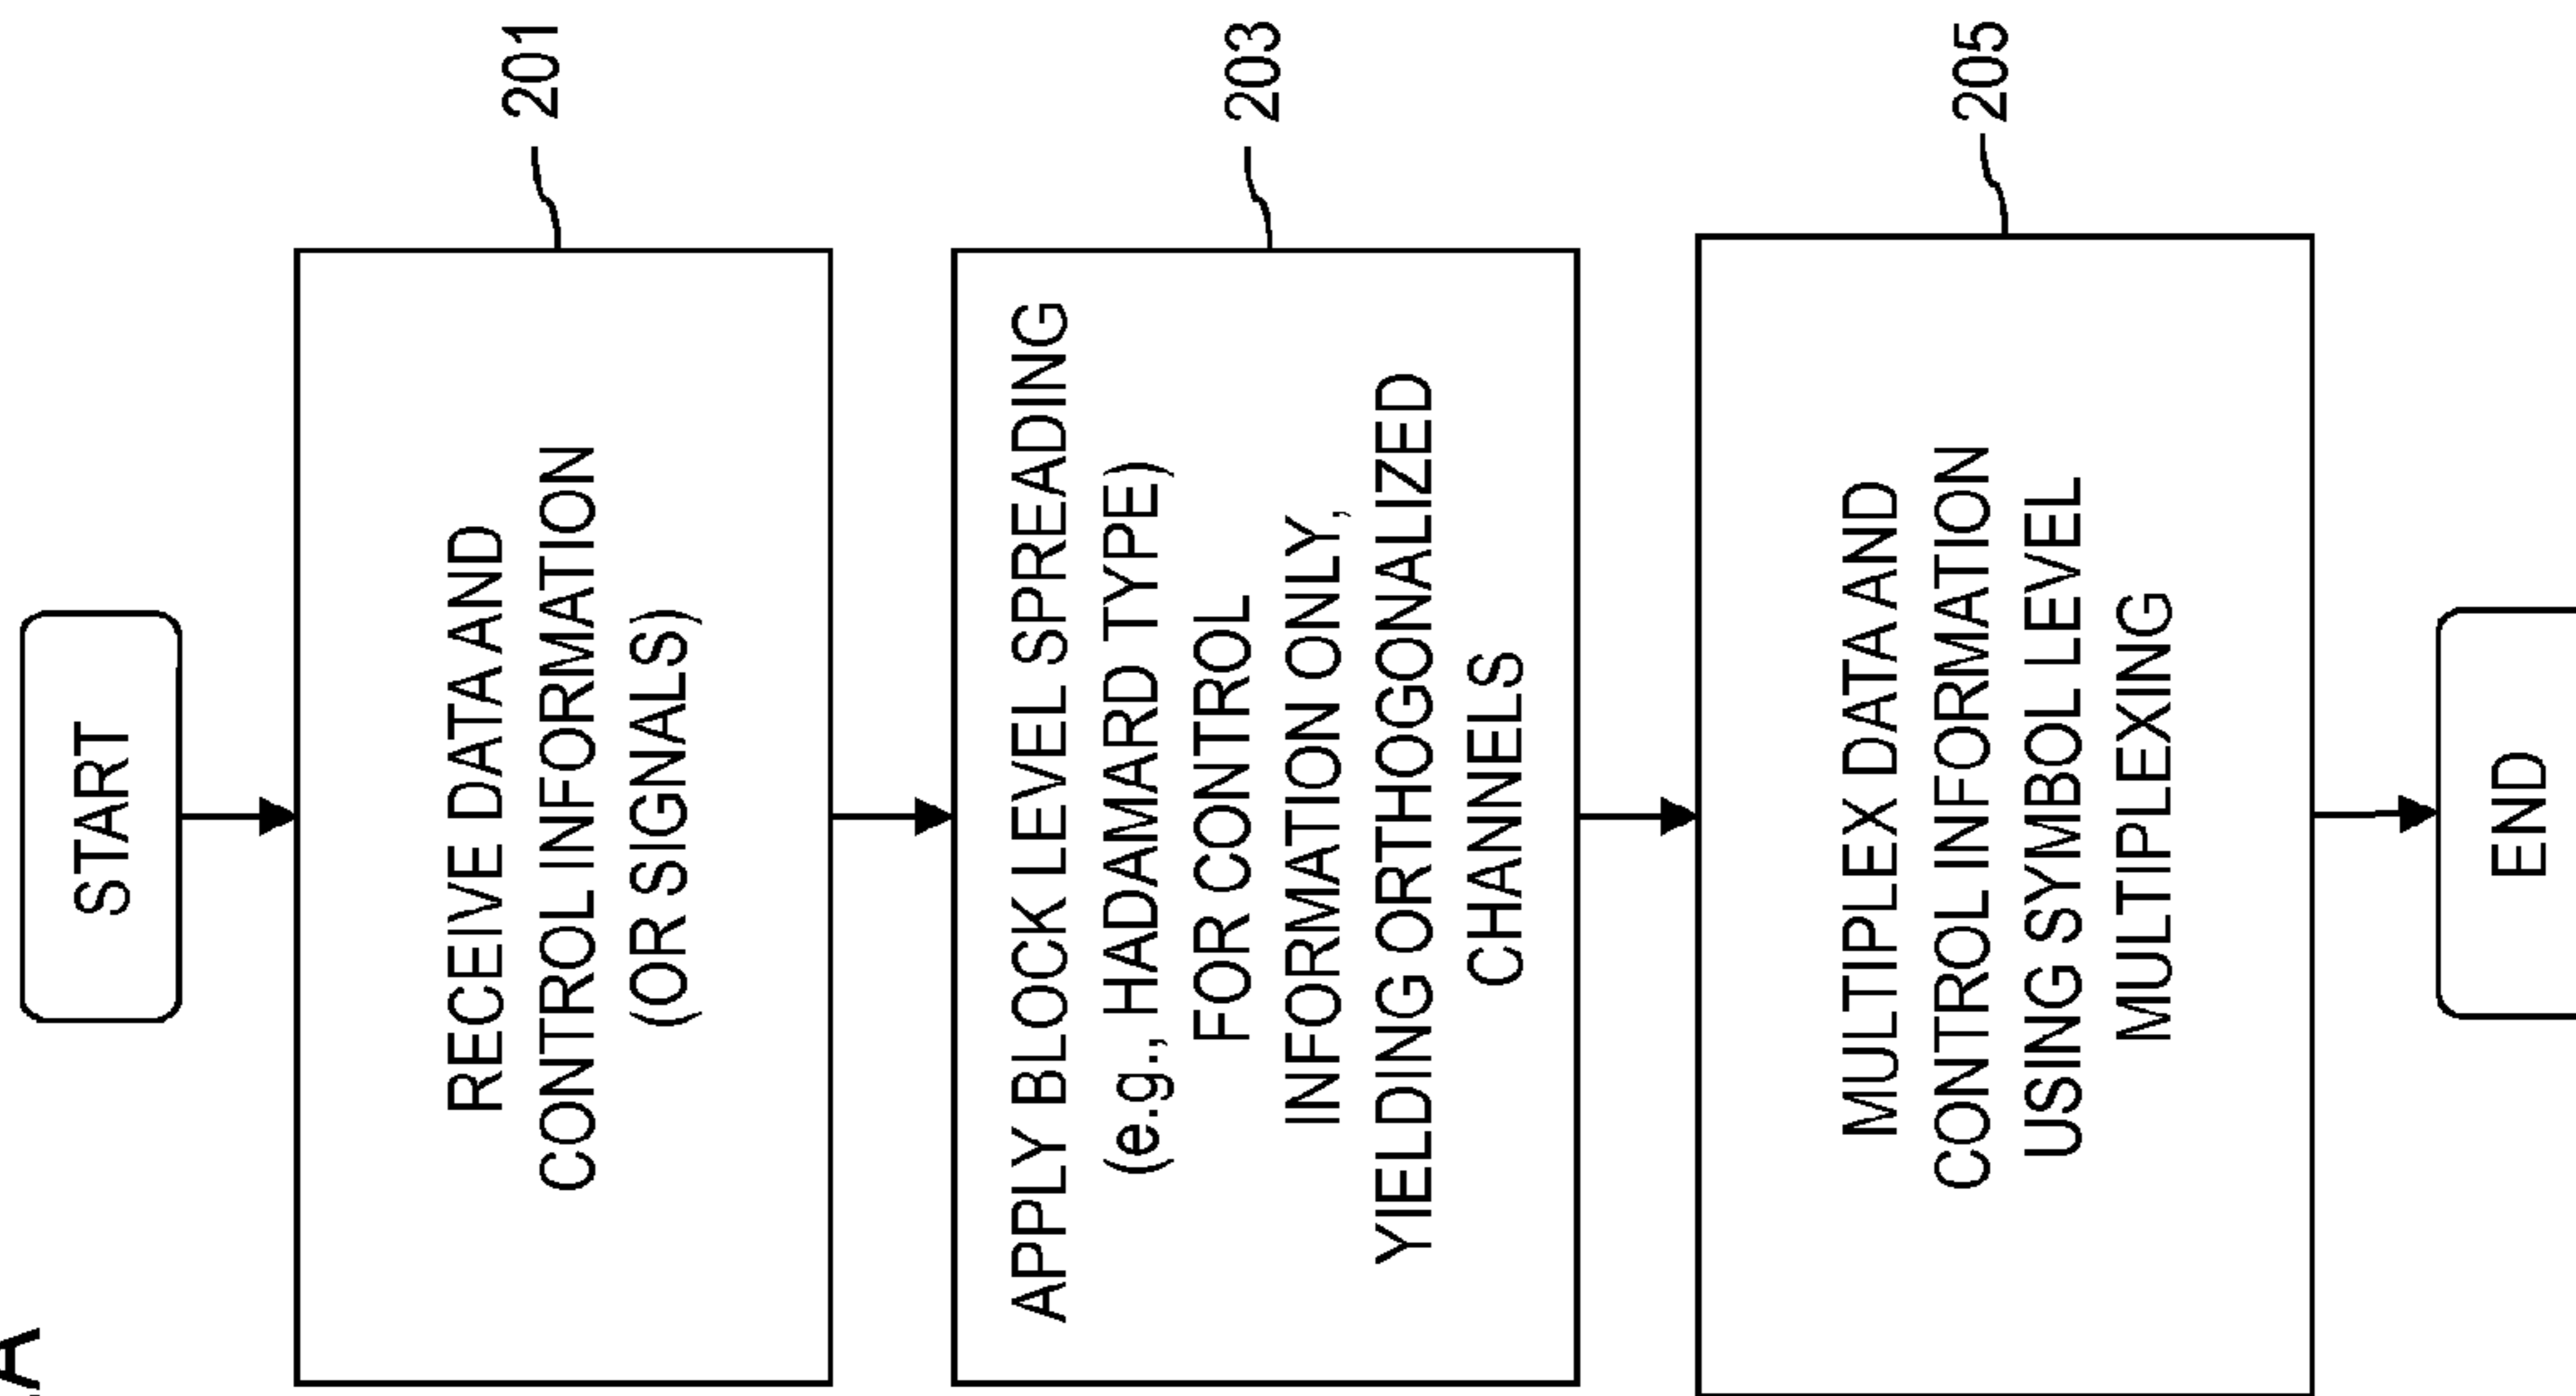 START
RECEIVE DATA AND
CONTROL INFORMATION
(OR SIGNALS)
201
APPLY BLOCK LEVEL SPREADING
(e.g., HADAMARD TYPE)
FOR CONTROL
INFORMATION ONLY,
YIELDING ORTHOGONALIZED
CHANNELS
203
MULTIPLEX DATA AND
CONTROL INFORMATION
USING SYMBOL LEVEL
MULTIPLEXING
205
END